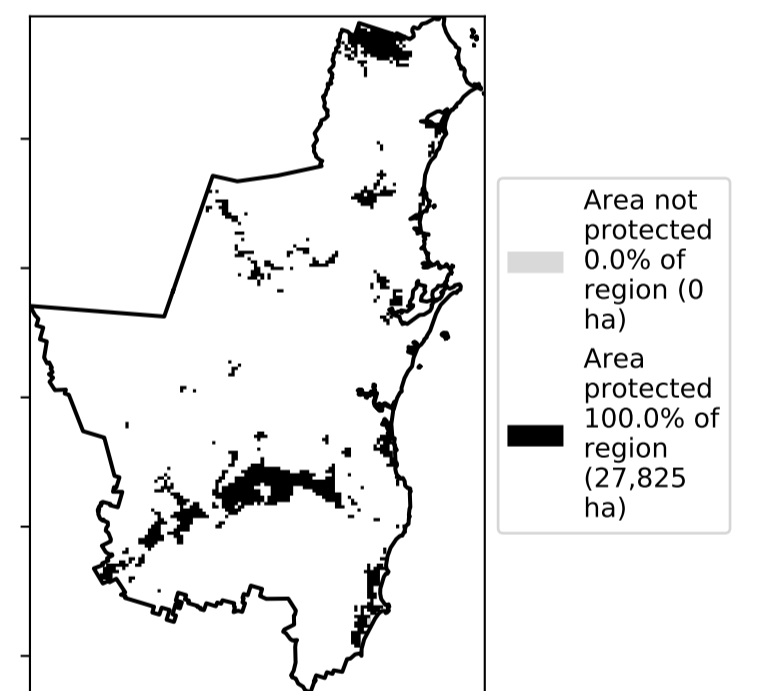 Area not
protected
0.0% of
region (0
ha)
Area
protected
100.0% of
region
(27,825
ha)